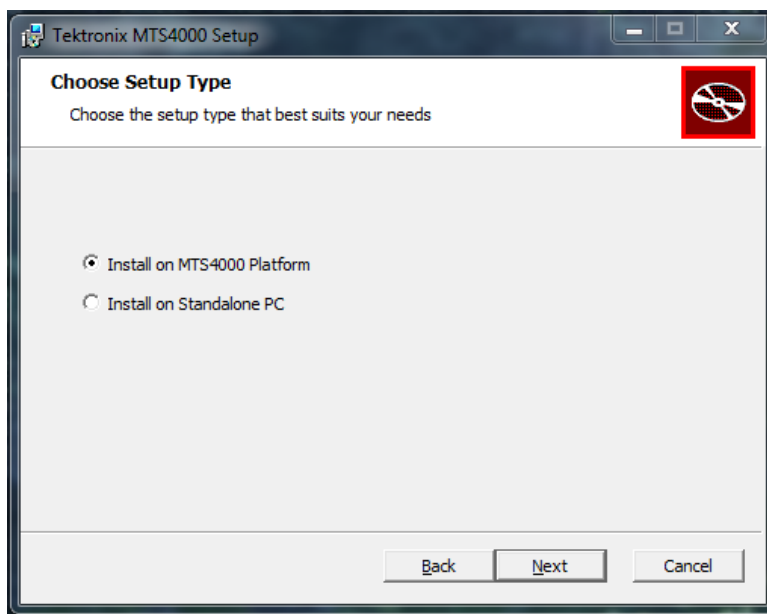 Tektronix MTS4000 Setup
Choose Setup Type
Choose the setup type that best suits your needs
Install on MTS4000 Platform
Install on Standalone PC
Back Next Cancel